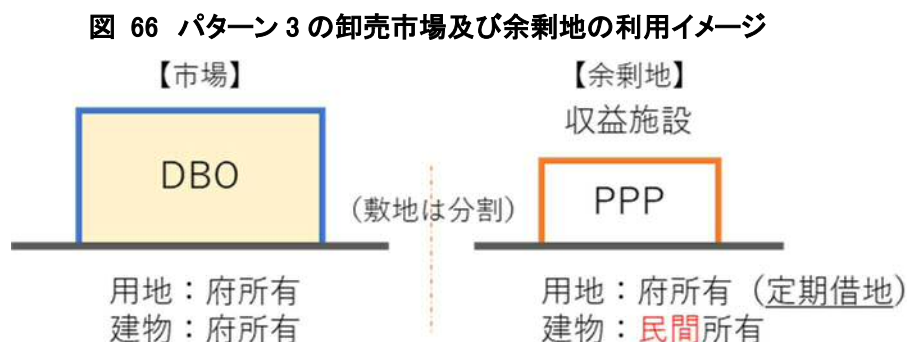 図 66 パターン 3 の卸売市場及び余剰地の利用イメージ
【市場】
DBO
用地：府所有
建物：府所有
（敷地は分割）
【余剰地】
収益施設
PPP
用地：府所有（定期借地）
建物：民間所有